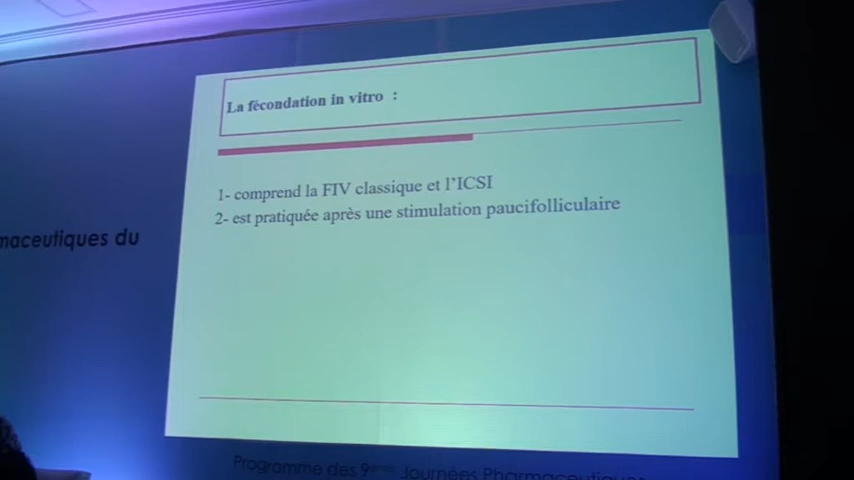 La fécondation in vitro :
1- comprend la FIV classique et l'ICSI
2- est pratiquée après une stimulation paucifolliculaire
maceutiques du
Programme des 9èmes Journées Pharmaceutiques